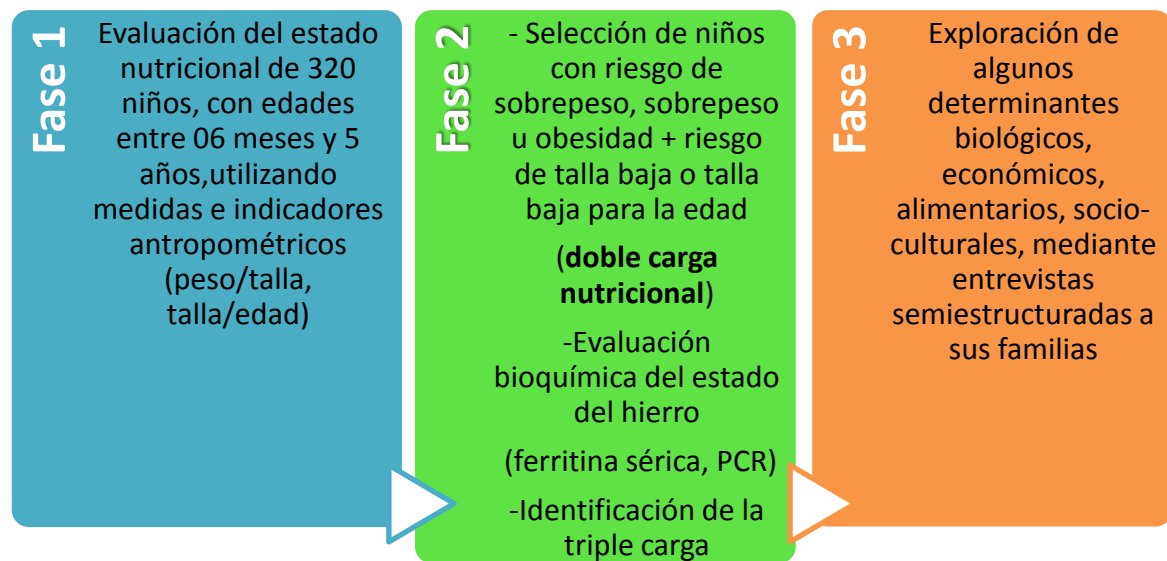 Fase 1
Evaluación del estado
nutricional de 320
niños, con edades
entre 06 meses y 5
años,utilizando
medidas e indicadores
antropométricos
(peso/talla,
talla/edad)
Fase 2
- Selección de niños
con riesgo de
sobrepeso, sobrepeso
u obesidad + riesgo
de talla baja o talla
baja para la edad
(doble carga
nutricional)
-Evaluación
bioquímica del estado
del hierro
(ferritina sérica, PCR)
-Identificación de la
triple carga
Fase 3
Exploración de
algunos
determinantes
biológicos,
económicos,
alimentarios, socio-
culturales, mediante
entrevistas
semiestructuradas a
sus familias